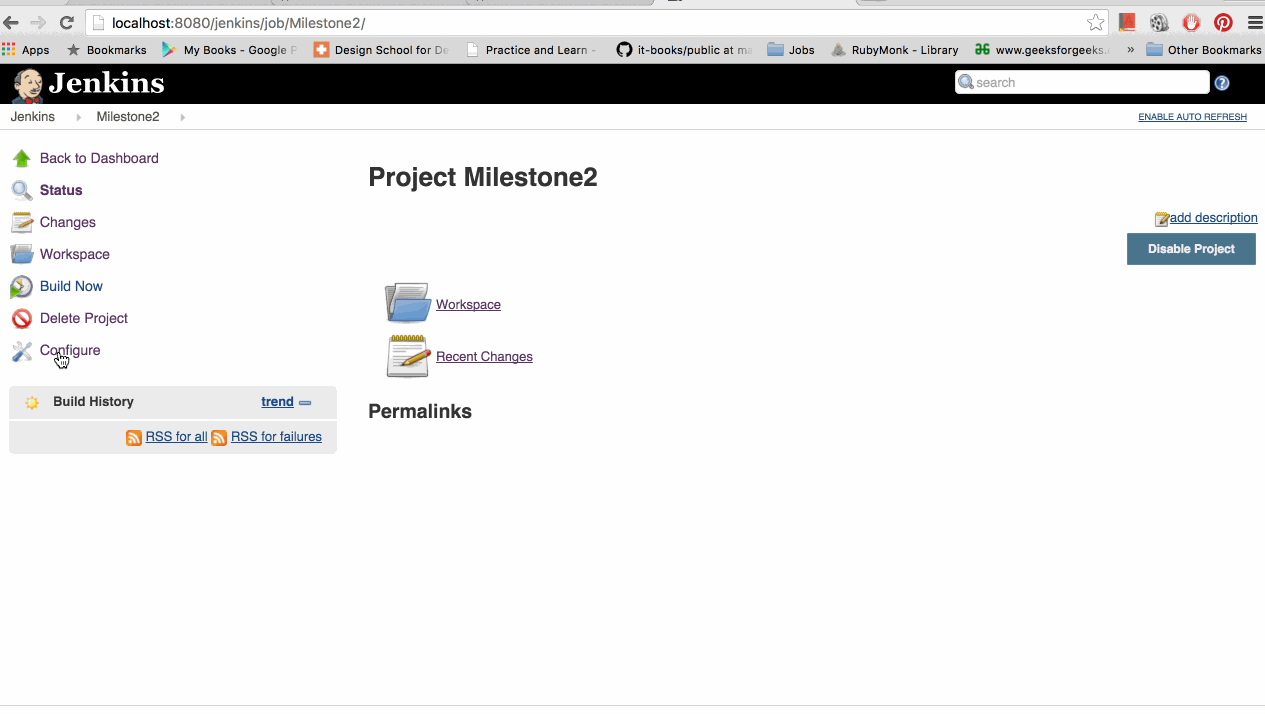 localhost:8080/jenkins/job/Milestone2/
Apps Bookmarks My Books - Google P Design School for De Practice and Learn - it-books/public at ma Jobs RubyMonk - Library www.geeksforgeeks. » Other Bookmarks
Jenkins search ?
Jenkins Milestone2 ENABLE AUTO REFRESH
Back to Dashboard
Status
Changes
Workspace
Build Now
Delete Project
Configure
Build History trend
RSS for all RSS for failures
Project Milestone2
add description
Disable Project
Workspace
Recent Changes
Permalinks